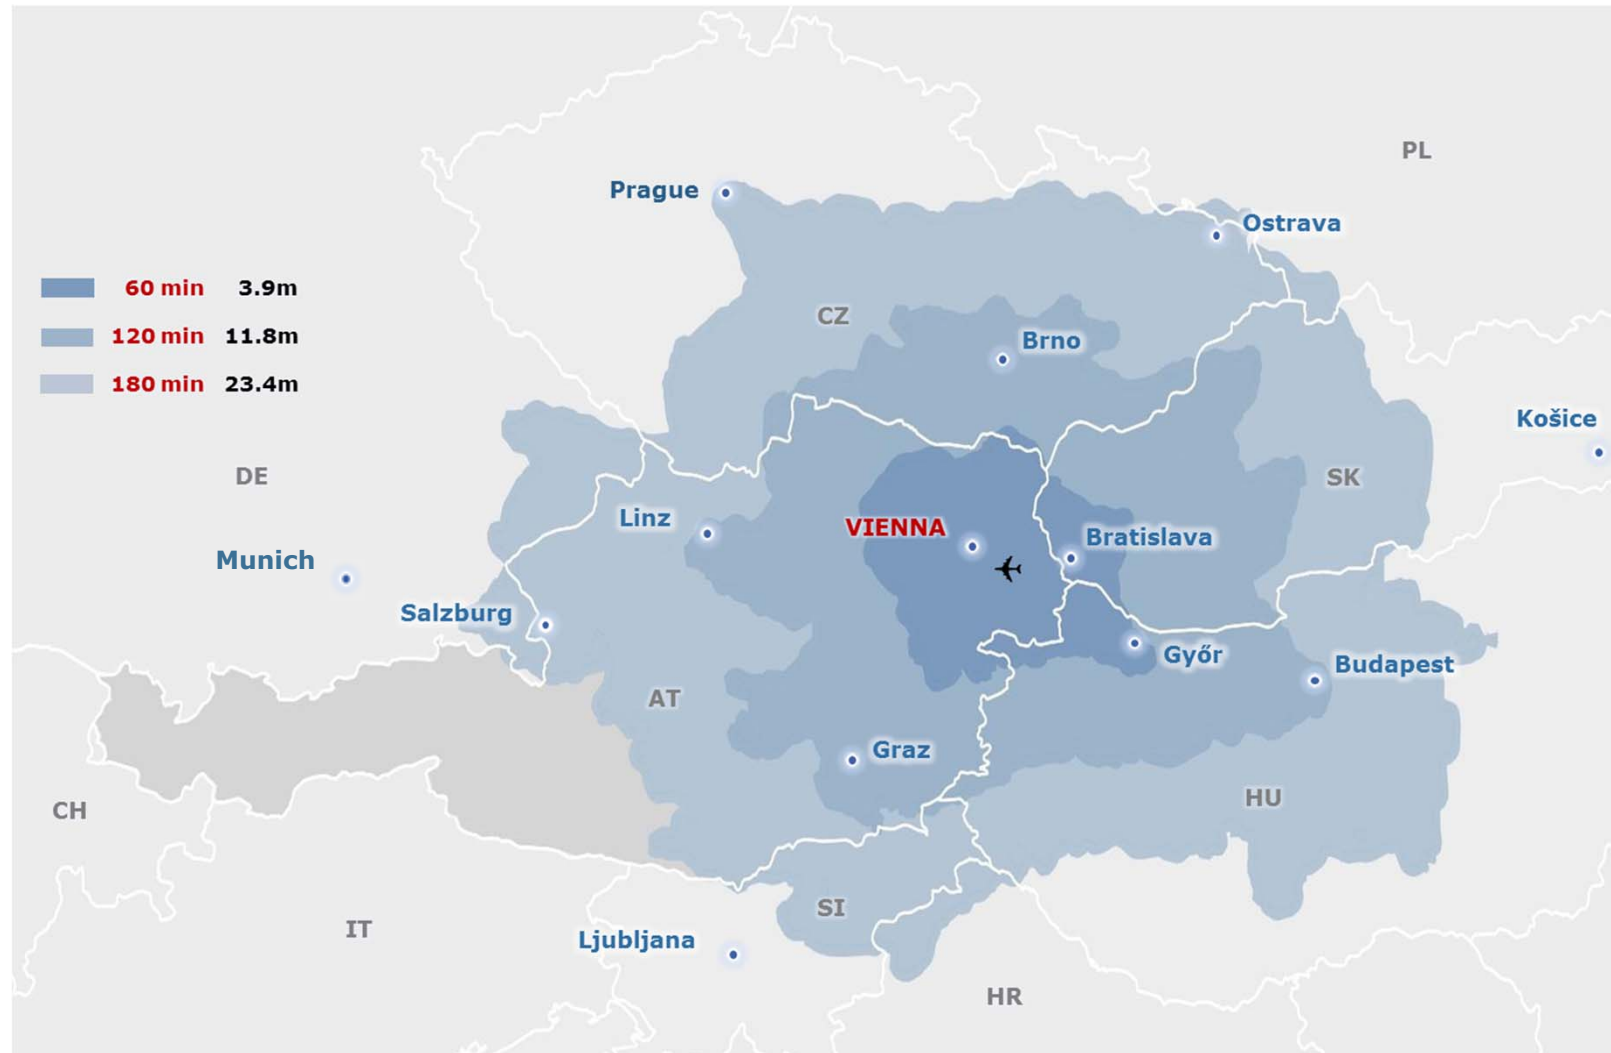 PL
Prague
Ostrava
60 min 3.9m
CZ
120 min 11.8m
Brno
180 min 23.4m
Košice
DE
SK
Linz
VIENNA
Bratislava
Munich
Salzburg
Győr
Budapest
AT
Graz
HU
CH
SI
IT
Ljubljana
HR